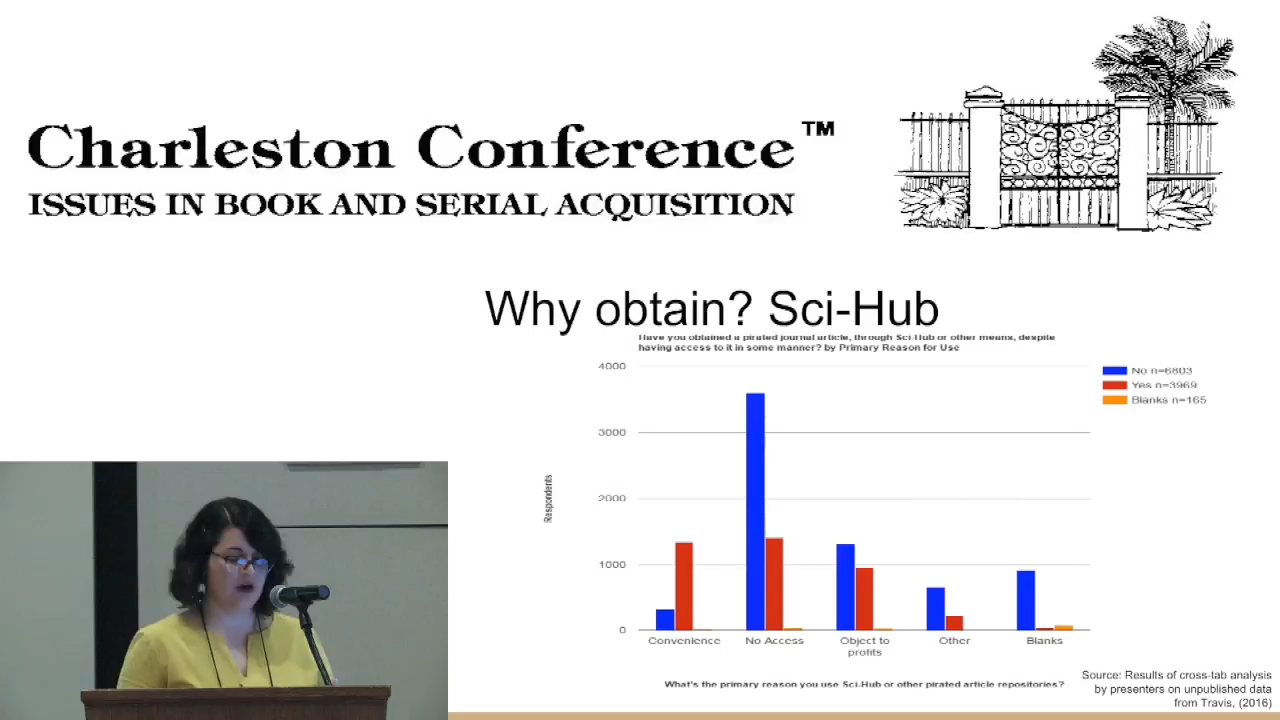 Charleston Conference™
ISSUES IN BOOK AND SERIAL ACQUISITION
Why obtain? Sci-Hub
Have you obtained a pirated journal article, through Sci-Hub or other means, despite
having access to it in some manner? by Primary Reason for Use
4000
3000
2000
1000
0
Respondents
No n=6803
Yes n=3969
Blanks n=165
Convenience
No Access
Object to
profits
Other
Blanks
What's the primary reason you use Sci-Hub or other pirated article repositories?
Source: Results of cross-tab analysis
by presenters on unpublished data
from Travis, (2016)